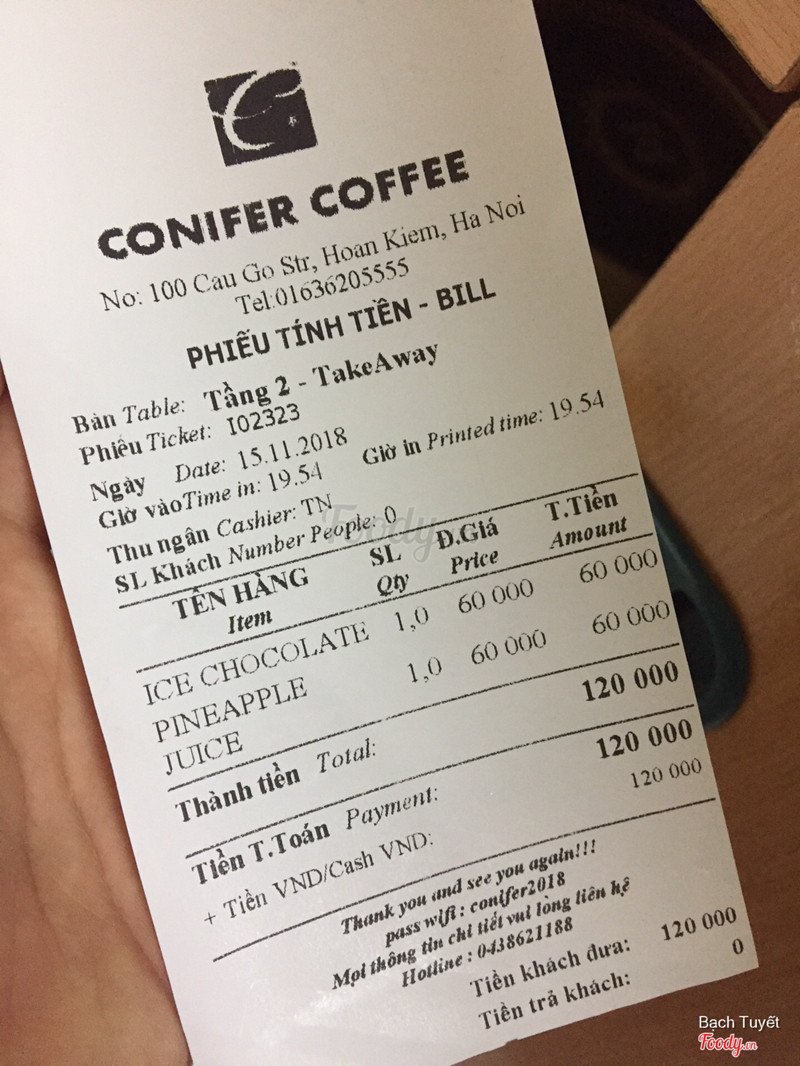 CONIFER COFFEE
No: 100 Cau Go Str, Hoan Kiem, Ha Noi
Tel:01636205555
PHIẾU TÍNH TIỀN - BILL
Bàn Table: Tầng 2 - TakeAway
Phiếu Ticket: I02323
Ngày Date: 15.11.2018
Giờ vào Time in: 19.54 Giờ in Printed time: 19.54
Thu ngân Cashier: TN
SL Khách Number People: 0
TÊN HÀNG SL Đ.Giá T.Tiền
Item Qty Price Amount
ICE CHOCOLATE 1,0 60 000 60 000
PINEAPPLE 1,0 60 000 60 000
JUICE
Thành tiền Total: 120 000
Tiền T.Toán Payment: 120 000
+ Tiền VND/Cash VND: 120 000
Thank you and see you again!!!
pass wifi : conifer2018
Mọi thông tin chi tiết vui lòng liên hệ
Hotline : 0438621188
Tiền khách đưa: 120 000
Tiền trả khách: 0
Foody
Bạch Tuyết
Foody.vn